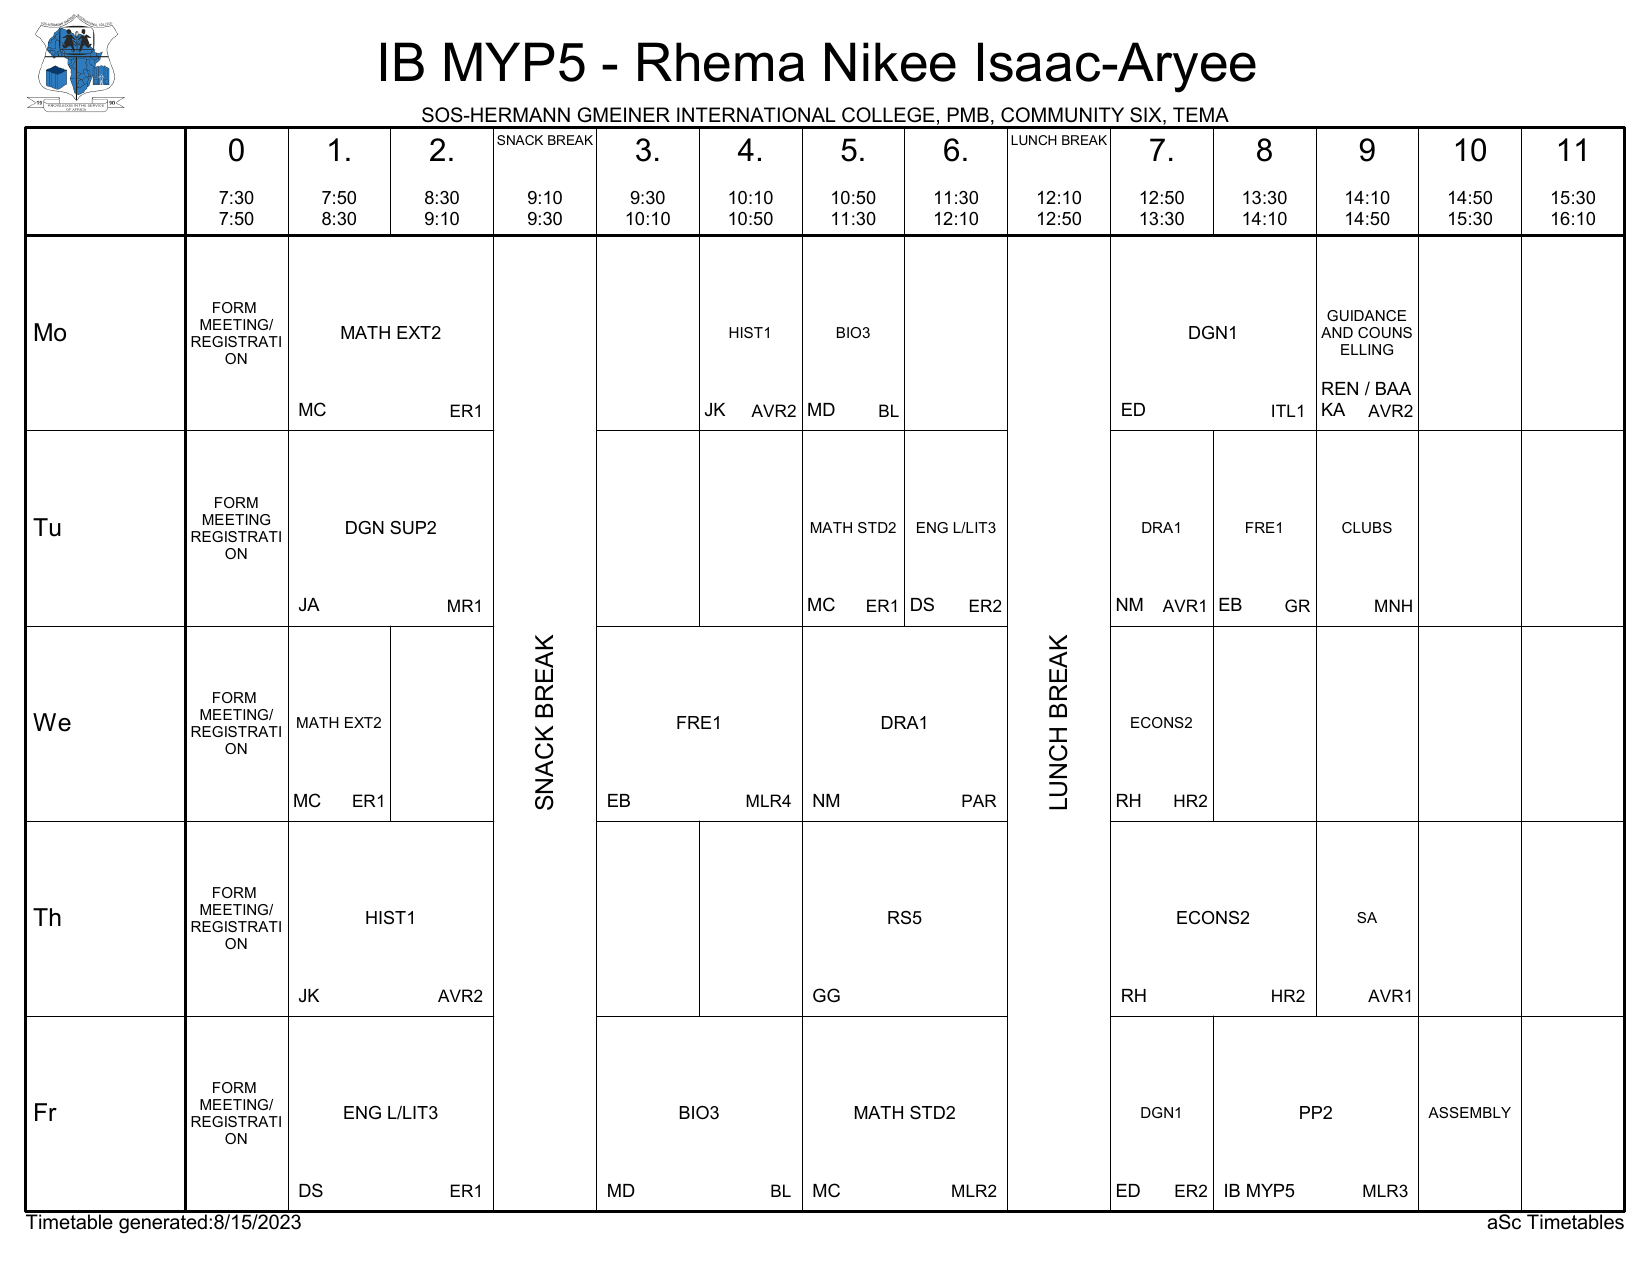 IB MYP5 - Rhema Nikee Isaac-Aryee
SOS-HERMANN GMEINER INTERNATIONAL COLLEGE, PMB, COMMUNITY SIX, TEMA
19 90
KNOWLEDGE IN THE SERVICE
OF AFRICA
0 1. 2. SNACK BREAK 3. 4. 5. 6. LUNCH BREAK 7. 8 9 10 11
7:30 7:50 8:30 9:10 9:30 10:10 10:50 11:30 12:10 12:50 13:30 14:10 14:50 15:30
7:50 8:30 9:10 9:30 10:10 10:50 11:30 12:10 12:50 13:30 14:10 14:50 15:30 16:10
SNACK BREAK
LUNCH BREAK
Mo
FORM
MEETING/
REGISTRATI
ON
MATH EXT2
MC ER1
HIST1
JK AVR2
BIO3
MD BL
DGN1
ED ITL1
GUIDANCE
AND COUNS
ELLING
REN / BAA
KA AVR2
Tu
FORM
MEETING
REGISTRATI
ON
DGN SUP2
JA MR1
MATH STD2
MC ER1
ENG L/LIT3
DS ER2
DRA1
NM AVR1
FRE1
EB GR
CLUBS
MNH
We
FORM
MEETING/
REGISTRATI
ON
MATH EXT2
MC ER1
FRE1
EB MLR4
DRA1
NM PAR
ECONS2
RH HR2
Th
FORM
MEETING/
REGISTRATI
ON
HIST1
JK AVR2
RS5
GG
ECONS2
RH HR2
SA
AVR1
Fr
FORM
MEETING/
REGISTRATI
ON
ENG L/LIT3
DS ER1
BIO3
MD BL
MATH STD2
MC MLR2
DGN1
ED ER2
PP2
IB MYP5 MLR3
ASSEMBLY
Timetable generated:8/15/2023
aSc Timetables